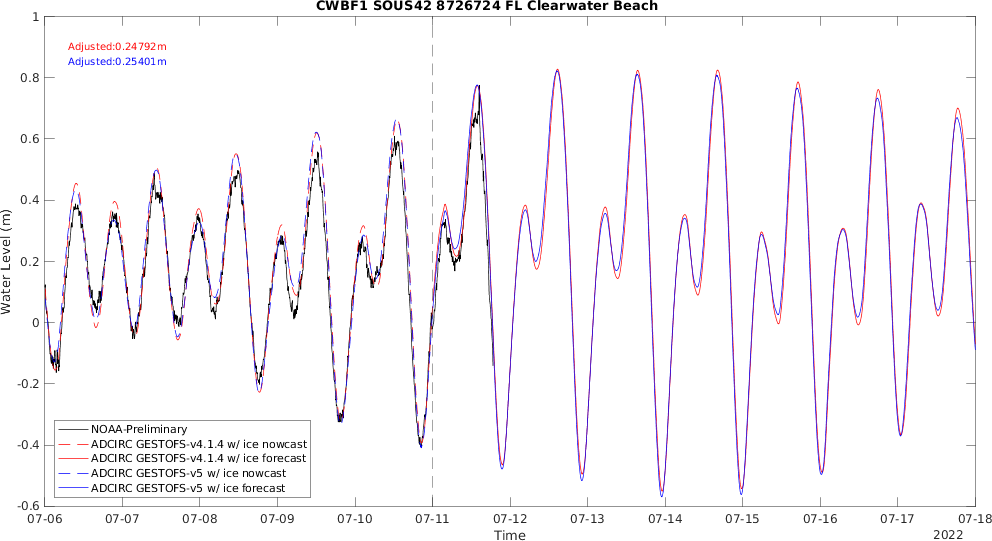 CWBF1 SOUS42 8726724 FL Clearwater Beach
Adjusted:0.24792m
Adjusted:0.25401m
1
0.8
0.6
0.4
0.2
0
-0.2
-0.4
-0.6
Water Level (m)
NOAA-Preliminary
ADCIRC GESTOFS-v4.1.4 w/ ice nowcast
ADCIRC GESTOFS-v4.1.4 w/ ice forecast
ADCIRC GESTOFS-v5 w/ ice nowcast
ADCIRC GESTOFS-v5 w/ ice forecast
07-06 07-07 07-08 07-09 07-10 07-11 07-12 07-13 07-14 07-15 07-16 07-17 07-18
Time
2022